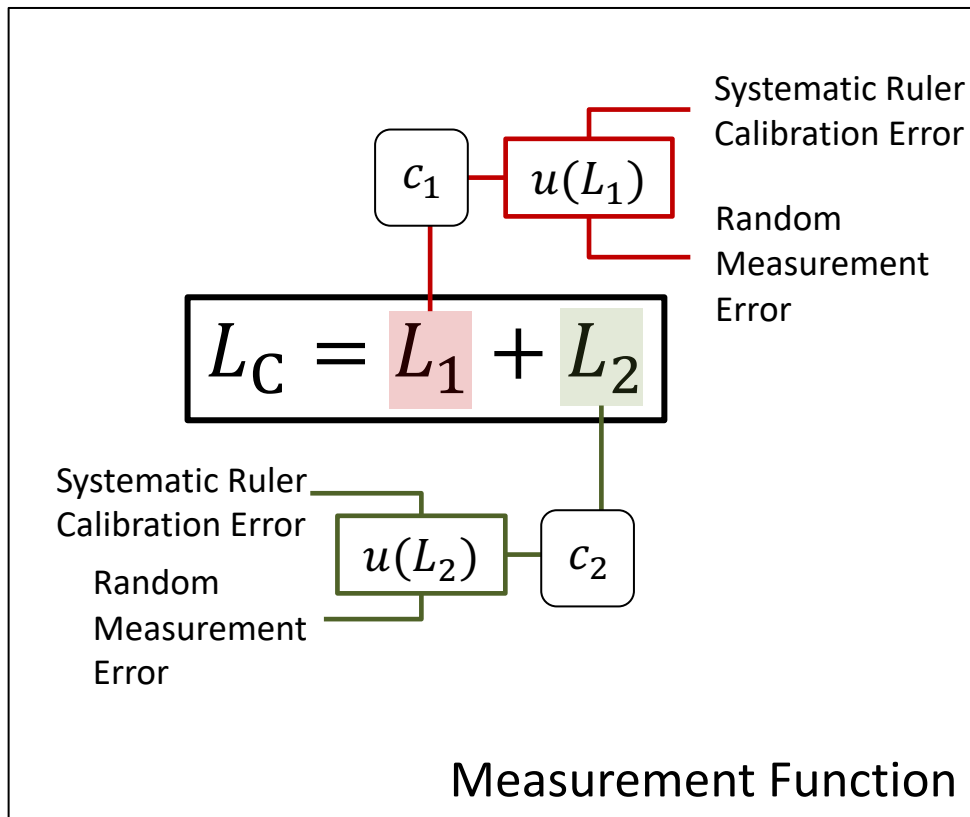 Systematic Ruler
Calibration Error
c₁
u(L₁)
Random
Measurement
Error
L_C = L₁ + L₂
Systematic Ruler
Calibration Error
u(L₂)
c₂
Random
Measurement
Error
Measurement Function